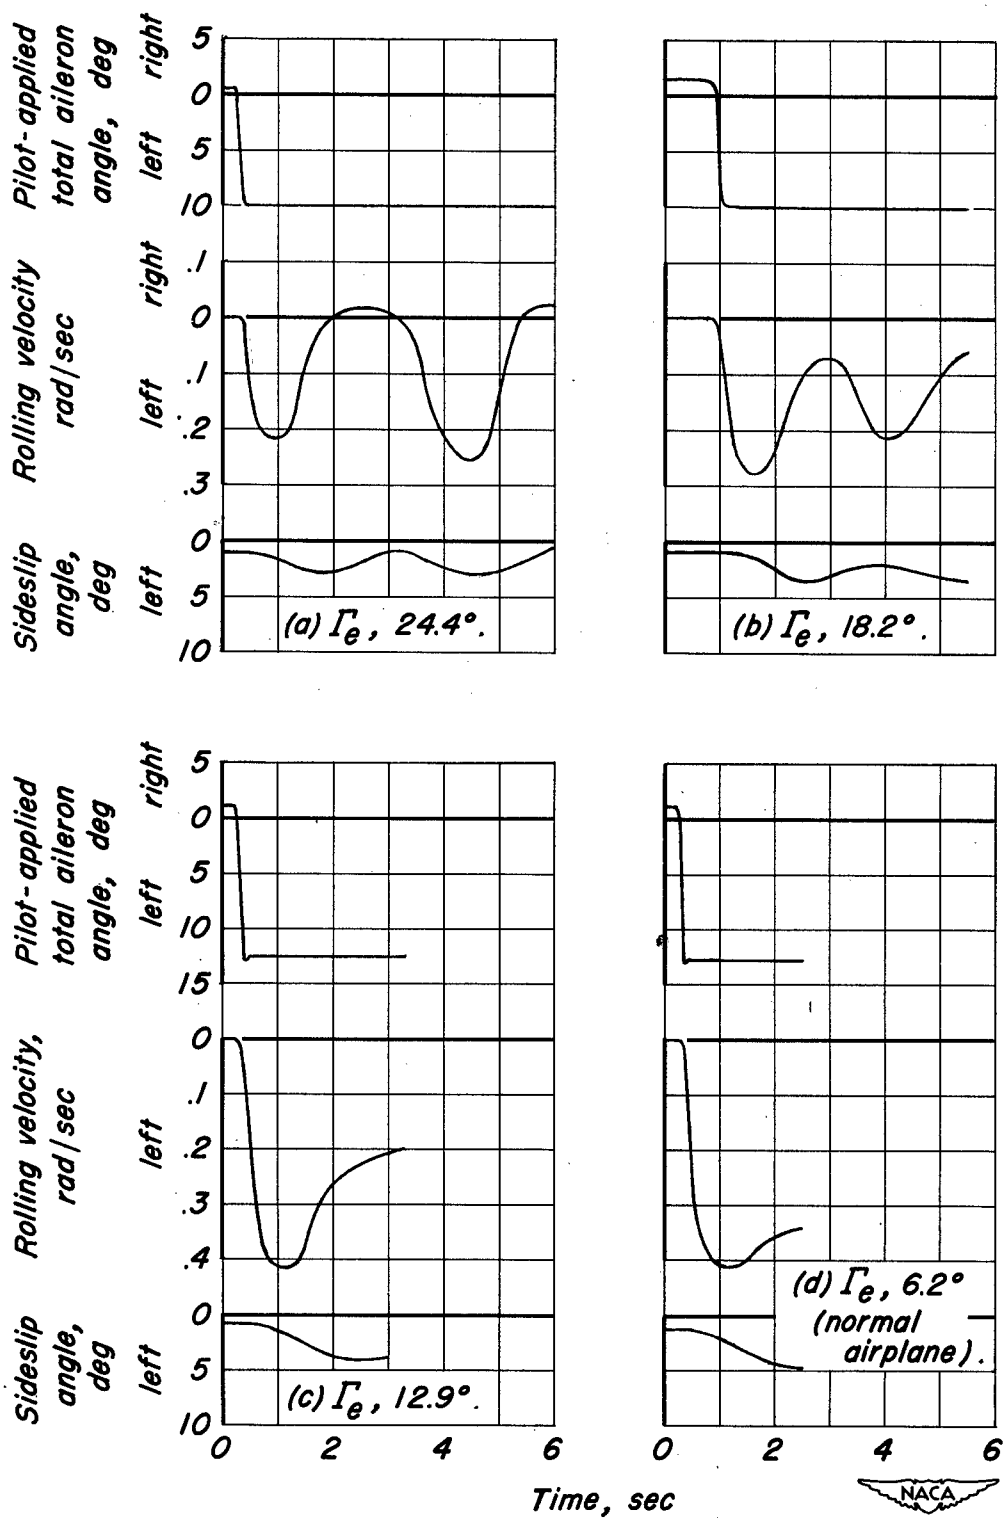 Pilot-applied
total aileron
angle, deg
left right
5
0
5
10
Rolling velocity
rad/sec
left right
.1
0
.1
.2
.3
Sideslip
angle,
deg
left
0
5
10
(a) Γe, 24.4°.
(b) Γe, 18.2°.
Pilot-applied
total aileron
angle, deg
left right
5
0
5
10
15
Rolling velocity,
rad/sec
left
0
.1
.2
.3
.4
Sideslip
angle,
deg
left
0
5
10
(c) Γe, 12.9°.
(d) Γe, 6.2°
(normal
airplane).
0 2 4 6
0 2 4 6
Time, sec
NACA